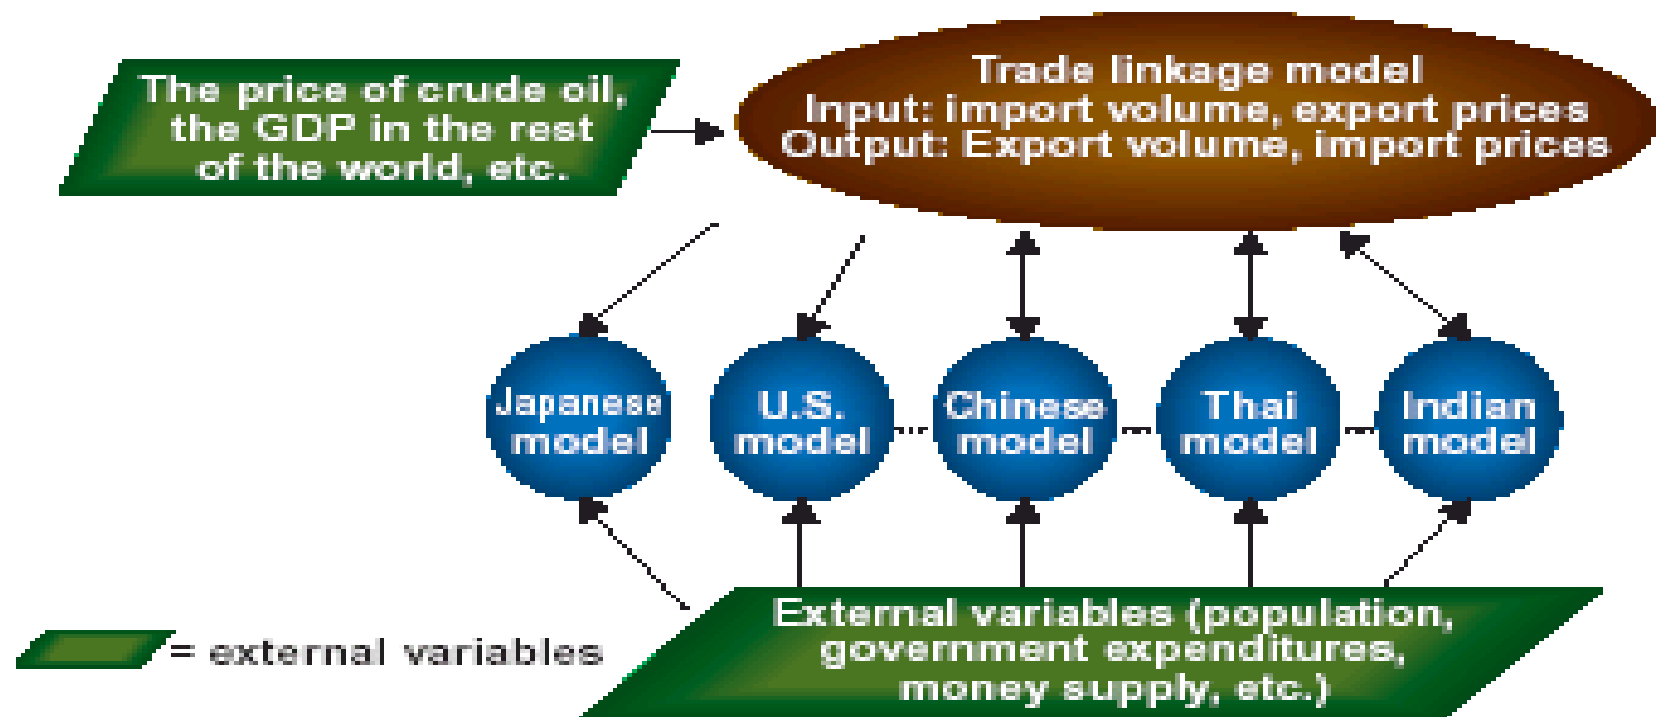 The price of crude oil,
the GDP in the rest
of the world, etc.
Trade linkage model
Input: import volume, export prices
Output: Export volume, import prices
Japanese
model
U.S.
model
Chinese
model
Thai
model
Indian
model
= external variables
External variables (population,
government expenditures,
money supply, etc.)